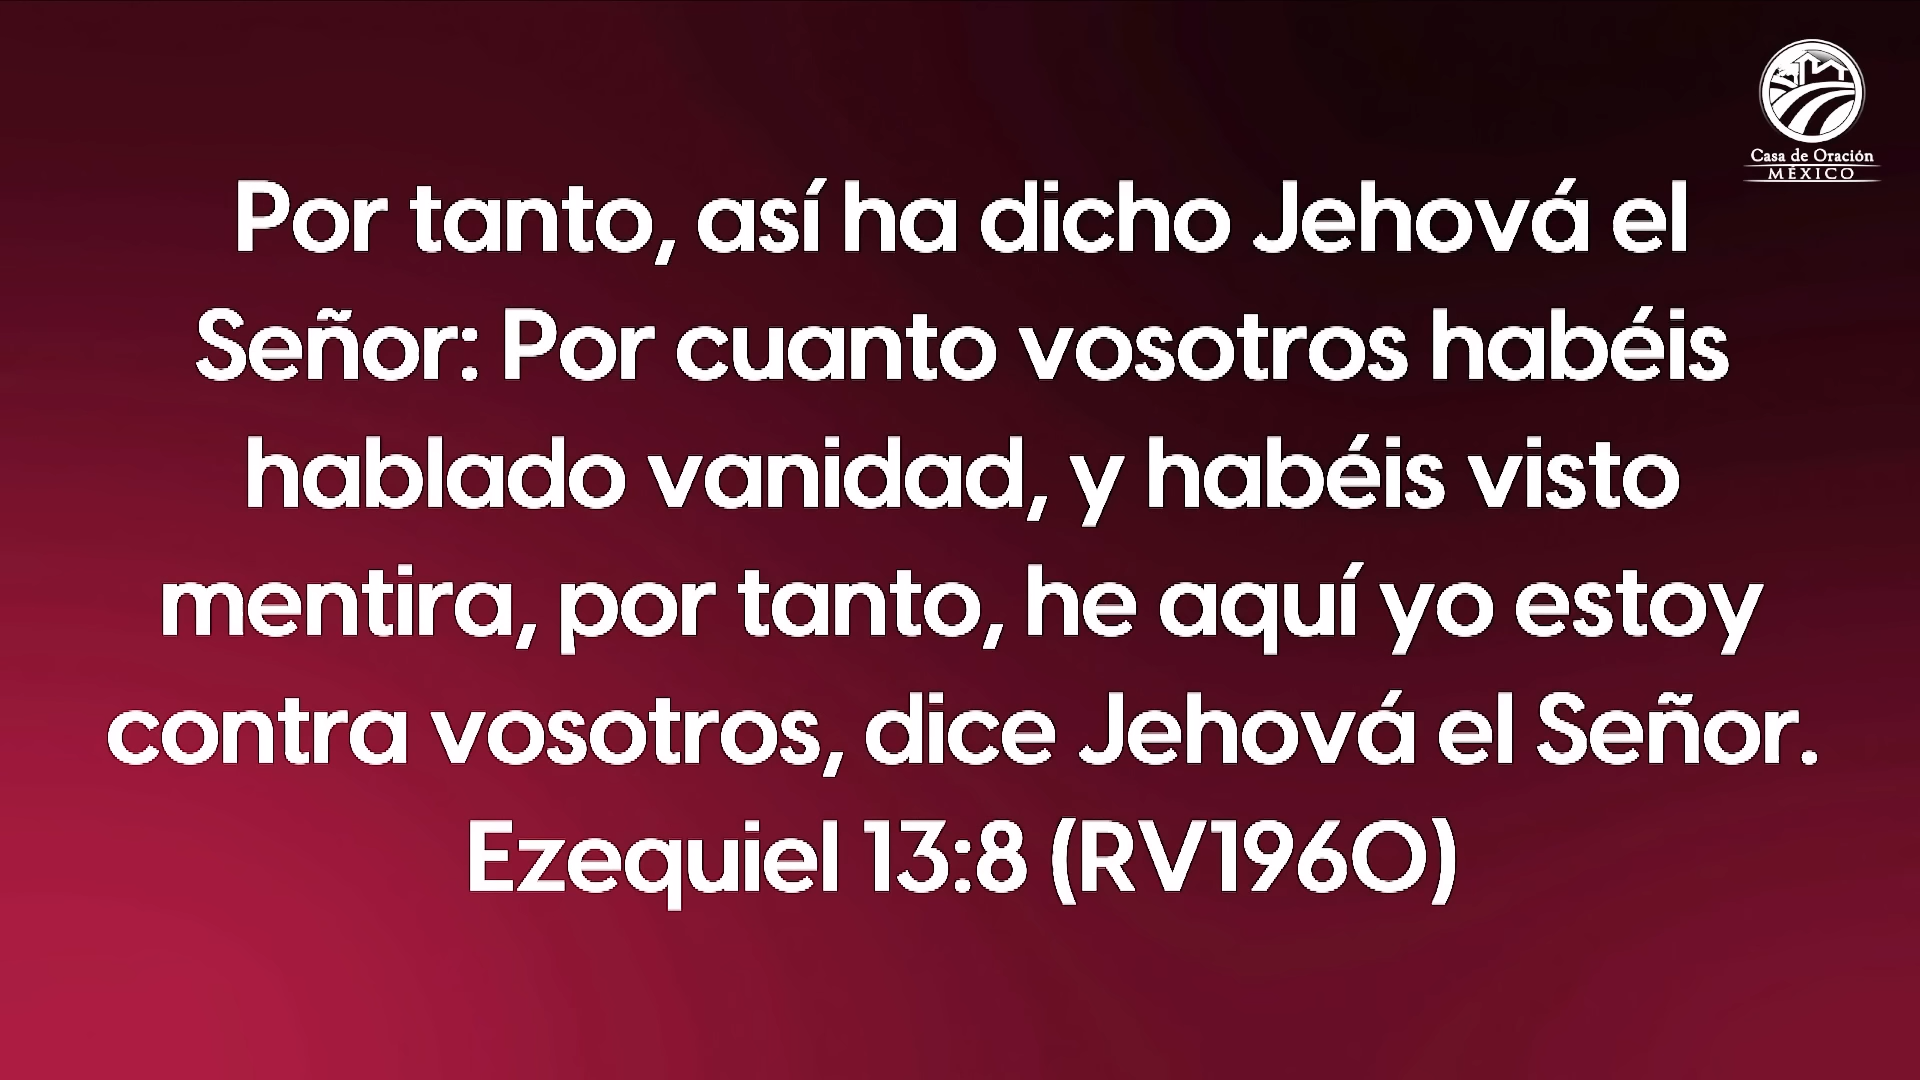 Casa de Oración
MÉXICO
Por tanto, así ha dicho Jehová el
Señor: Por cuanto vosotros habéis
hablado vanidad, y habéis visto
mentira, por tanto, he aquí yo estoy
contra vosotros, dice Jehová el Señor.
Ezequiel 13:8 (RV1960)